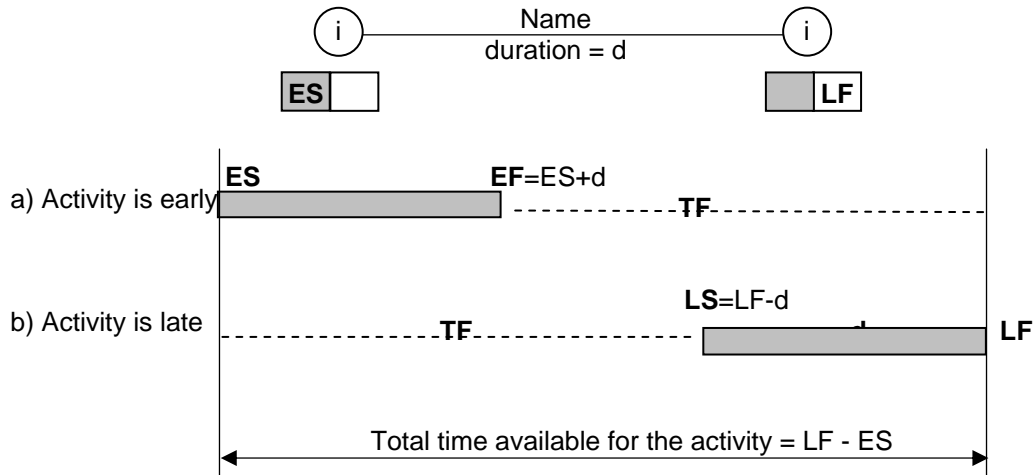 i Name i
duration = d
ES LF
ES EF=ES+d
a) Activity is early
TF
LS=LF-d
b) Activity is late
TF d LF
Total time available for the activity = LF - ES